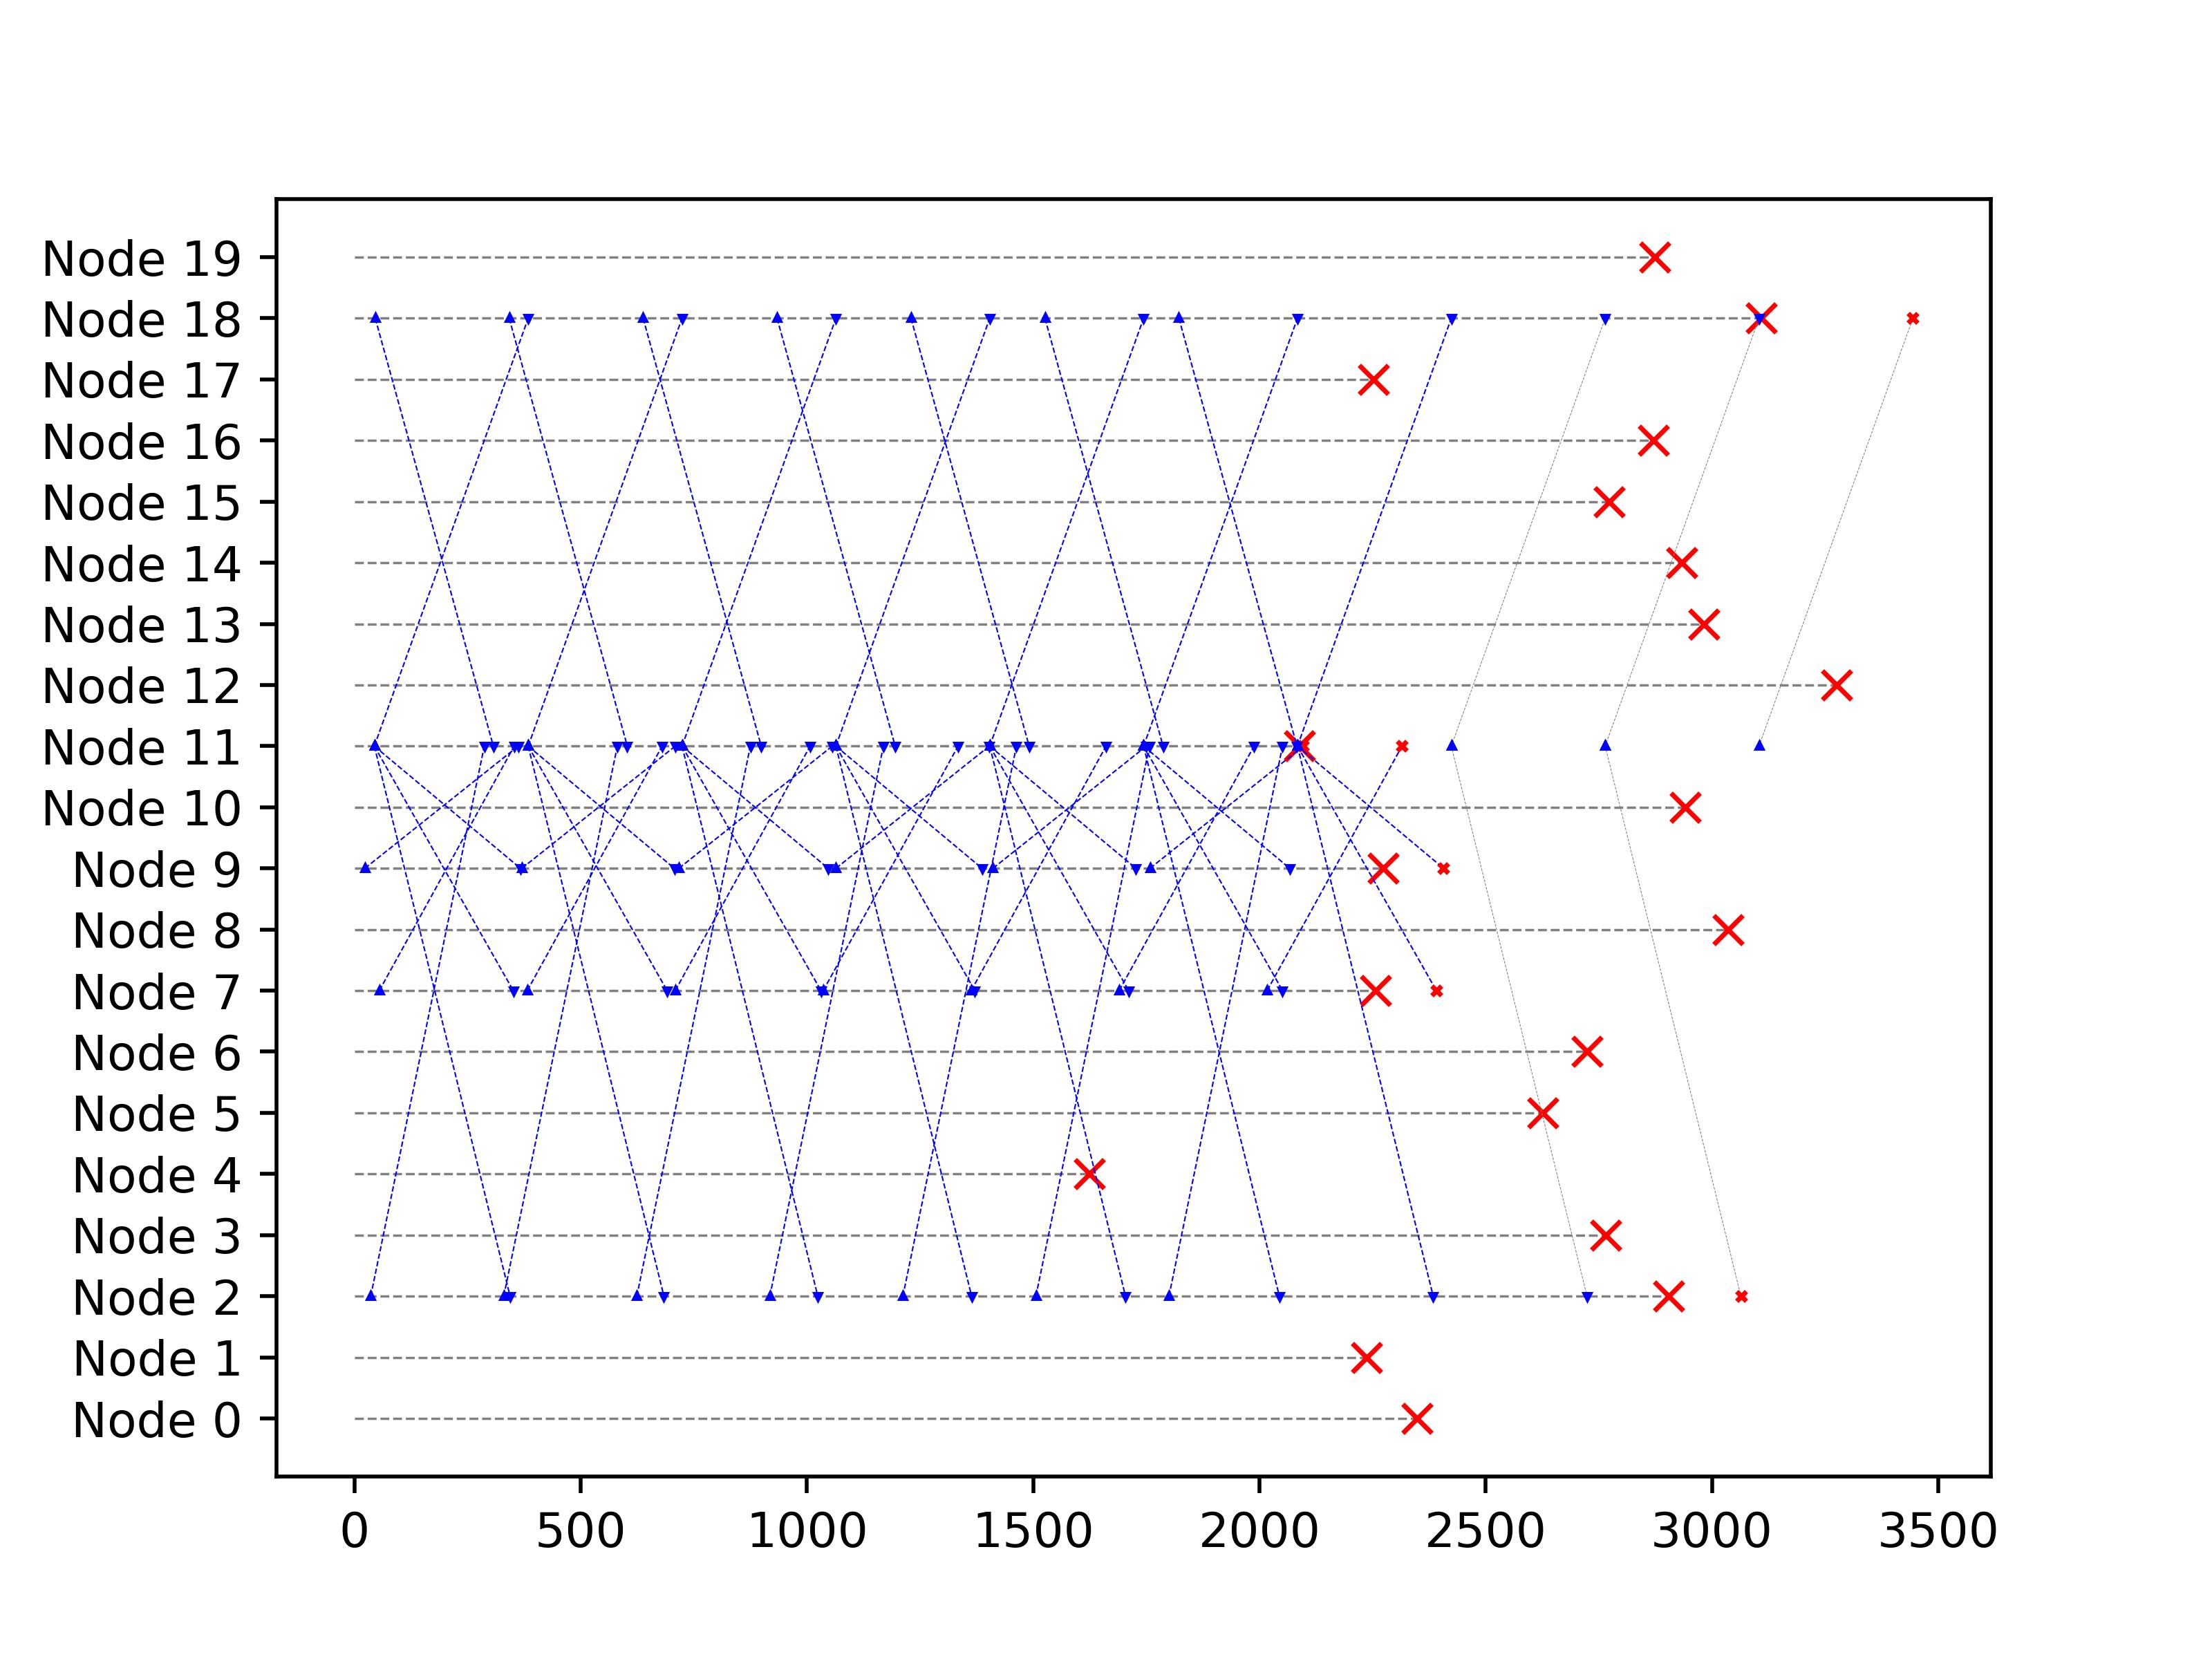 Node 19
Node 18
Node 17
Node 16
Node 15
Node 14
Node 13
Node 12
Node 11
Node 10
Node 9
Node 8
Node 7
Node 6
Node 5
Node 4
Node 3
Node 2
Node 1
Node 0
0 500 1000 1500 2000 2500 3000 3500